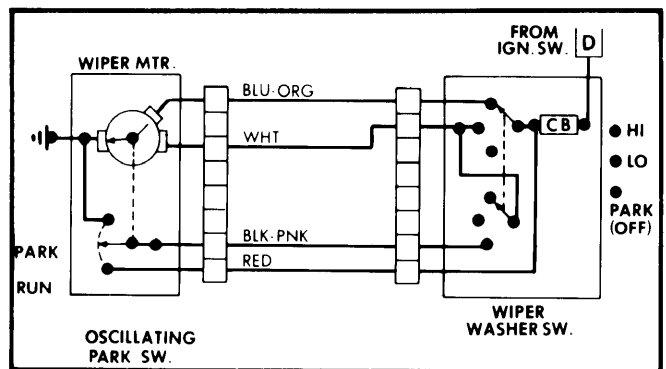 FROM
IGN. SW.
D
WIPER MTR.
BLU-ORG
WHT
CB
HI
LO
PARK
(OFF)
BLK-PNK
RED
PARK
RUN
OSCILLATING
PARK SW.
WIPER
WASHER SW.